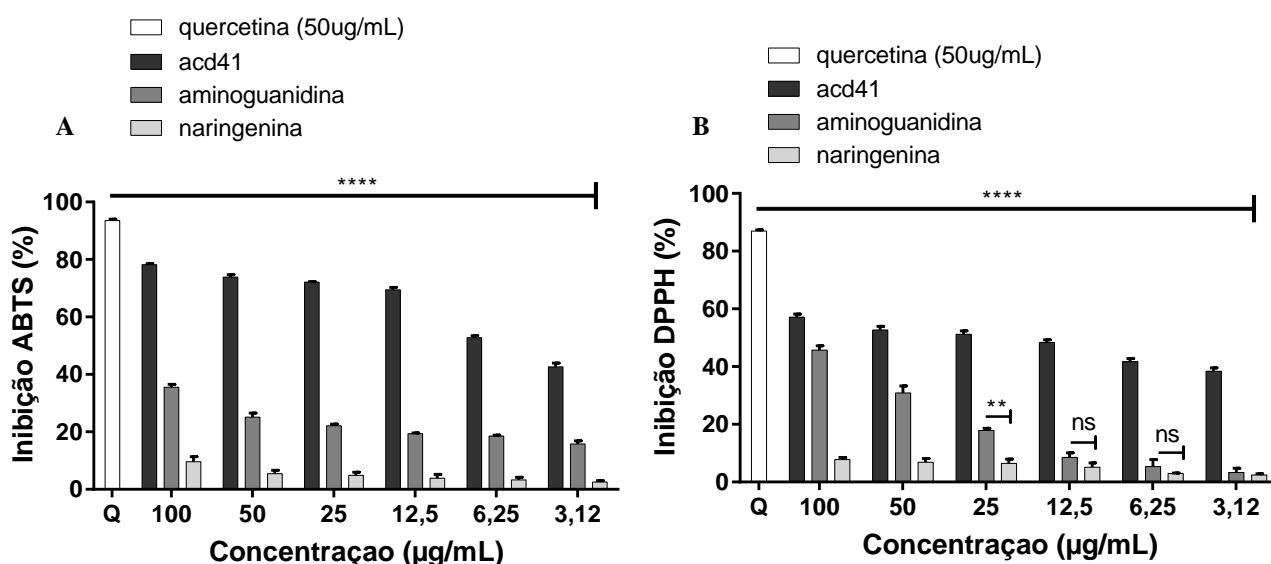 quercetina (50ug/mL)
acd41
aminoguanidina
naringenina
A
****
Inibição ABTS (%)
100
80
60
40
20
0
Q 100 50 25 12,5 6,25 3,12
Concentraçao (µg/mL)
quercetina (50ug/mL)
acd41
aminoguanidina
naringenina
B
****
Inibição DPPH (%)
100
80
60
40
20
0
**
ns
ns
Q 100 50 25 12,5 6,25 3,12
Concentraçao (µg/mL)